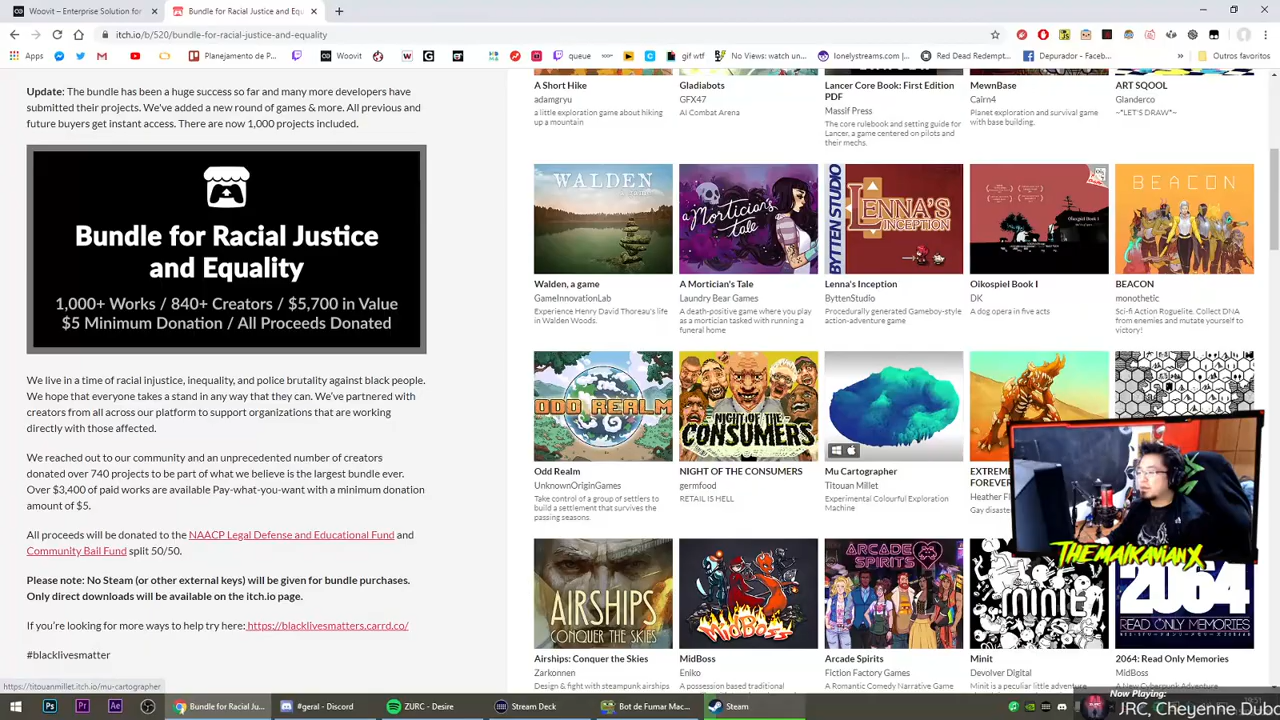 Woovit – Enterprise Solution for
Bundle for Racial Justice and Equ
itch.io/b/520/bundle-for-racial-justice-and-equality
Apps
Planejamento de P...
Woovit
queue
gif wtf
No Views: watch un...
lonelystreams.com |...
Red Dead Redempt...
Depurador - Faceb...
Outros favoritos
Update: The bundle has been a huge success so far and many more developers have
submitted their projects. We've added a new round of games & more. All previous and
future buyers get instant access. There are now 1,000 projects included.
Bundle for Racial Justice
and Equality
1,000+ Works / 840+ Creators / $5,700 in Value
$5 Minimum Donation / All Proceeds Donated
We live in a time of racial injustice, inequality, and police brutality against black people.
We hope that everyone takes a stand in any way that they can. We've partnered with
creators from all across our platform to support organizations that are working
directly with those affected.
We reached out to our community and an unprecedented number of creators
donated over 740 projects to be part of what we believe is the largest bundle ever.
Over $3,400 of paid works are available Pay-what-you-want with a minimum donation
amount of $5.
All proceeds will be donated to the NAACP Legal Defense and Educational Fund and
Community Bail Fund split 50/50.
Please note: No Steam (or other external keys) will be given for bundle purchases.
Only direct downloads will be available on the itch.io page.
If you're looking for more ways to help try here: https://blacklivesmatters.carrd.co/
#blacklivesmatter
A Short Hike
adamgryu
a little exploration game about hiking
up a mountain
Gladiabots
GFX47
AI Combat Arena
Lancer Core Book: First Edition
PDF
Massif Press
The core rulebook and setting guide for
Lancer, a game centered on pilots and
their mechs.
MewnBase
Cairn4
Planet exploration and survival game
with base building.
ART SQOOL
Glanderco
~*LET'S DRAW*~
WALDEN
a Mortician's
tale
BYTTEN STUDIO
LENNA'S
INCEPTION
Oikospiel Book I
BEACON
Walden, a game
GameInnovationLab
Experience Henry David Thoreau's life
in Walden Woods.
A Mortician's Tale
Laundry Bear Games
A death-positive game where you play
as a mortician tasked with running a
funeral home
Lenna's Inception
ByttenStudio
Procedurally generated Gameboy-style
action-adventure game
Oikospiel Book I
DK
A dog opera in five acts
BEACON
monothetic
Sci-fi Action Roguelite. Collect DNA
from enemies and mutate yourself to
victory!
ODD REALM
NIGHT OF THE
CONSUMERS
Odd Realm
UnknownOriginGames
Take control of a group of settlers to
build a settlement that survives the
passing seasons.
NIGHT OF THE CONSUMERS
germfood
RETAIL IS HELL
Mu Cartographer
Titouan Millet
Experimental Colourful Exploration
Machine
EXTREM
FOREVER
Heather Fl
Gay disaste
THEMALKAVIANX
AIRSHIPS
CONQUER THE SKIES
MidBoss
ARCADE
SPIRITS
minit
2064
READ ONLY MEMORIES
Airships: Conquer the Skies
Zarkonnen
Design & fight with steampunk airships
MidBoss
Eniko
A possession based traditional
Arcade Spirits
Fiction Factory Games
A Romantic Comedy Narrative Game
Minit
Devolver Digital
Minit is a peculiar little adventure
2064: Read Only Memories
MidBoss
A New Cyberpunk Adventure
https://titouanmillet.itch.io/mu-cartographer
Bundle for Racial Ju...
#geral - Discord
ZURC - Desire
Stream Deck
Bot de Fumar Mac...
Steam
Now Playing:
JRC, Cheyenne Dubo